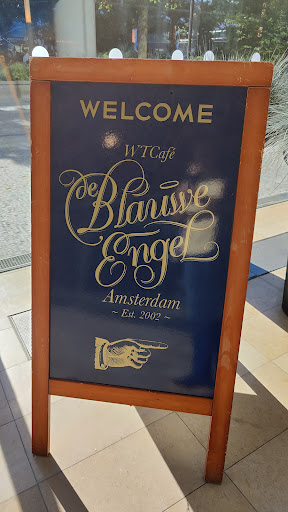 WELCOME
WTCafé
de Blauwe
Engel
Amsterdam
~ Est. 2002 ~